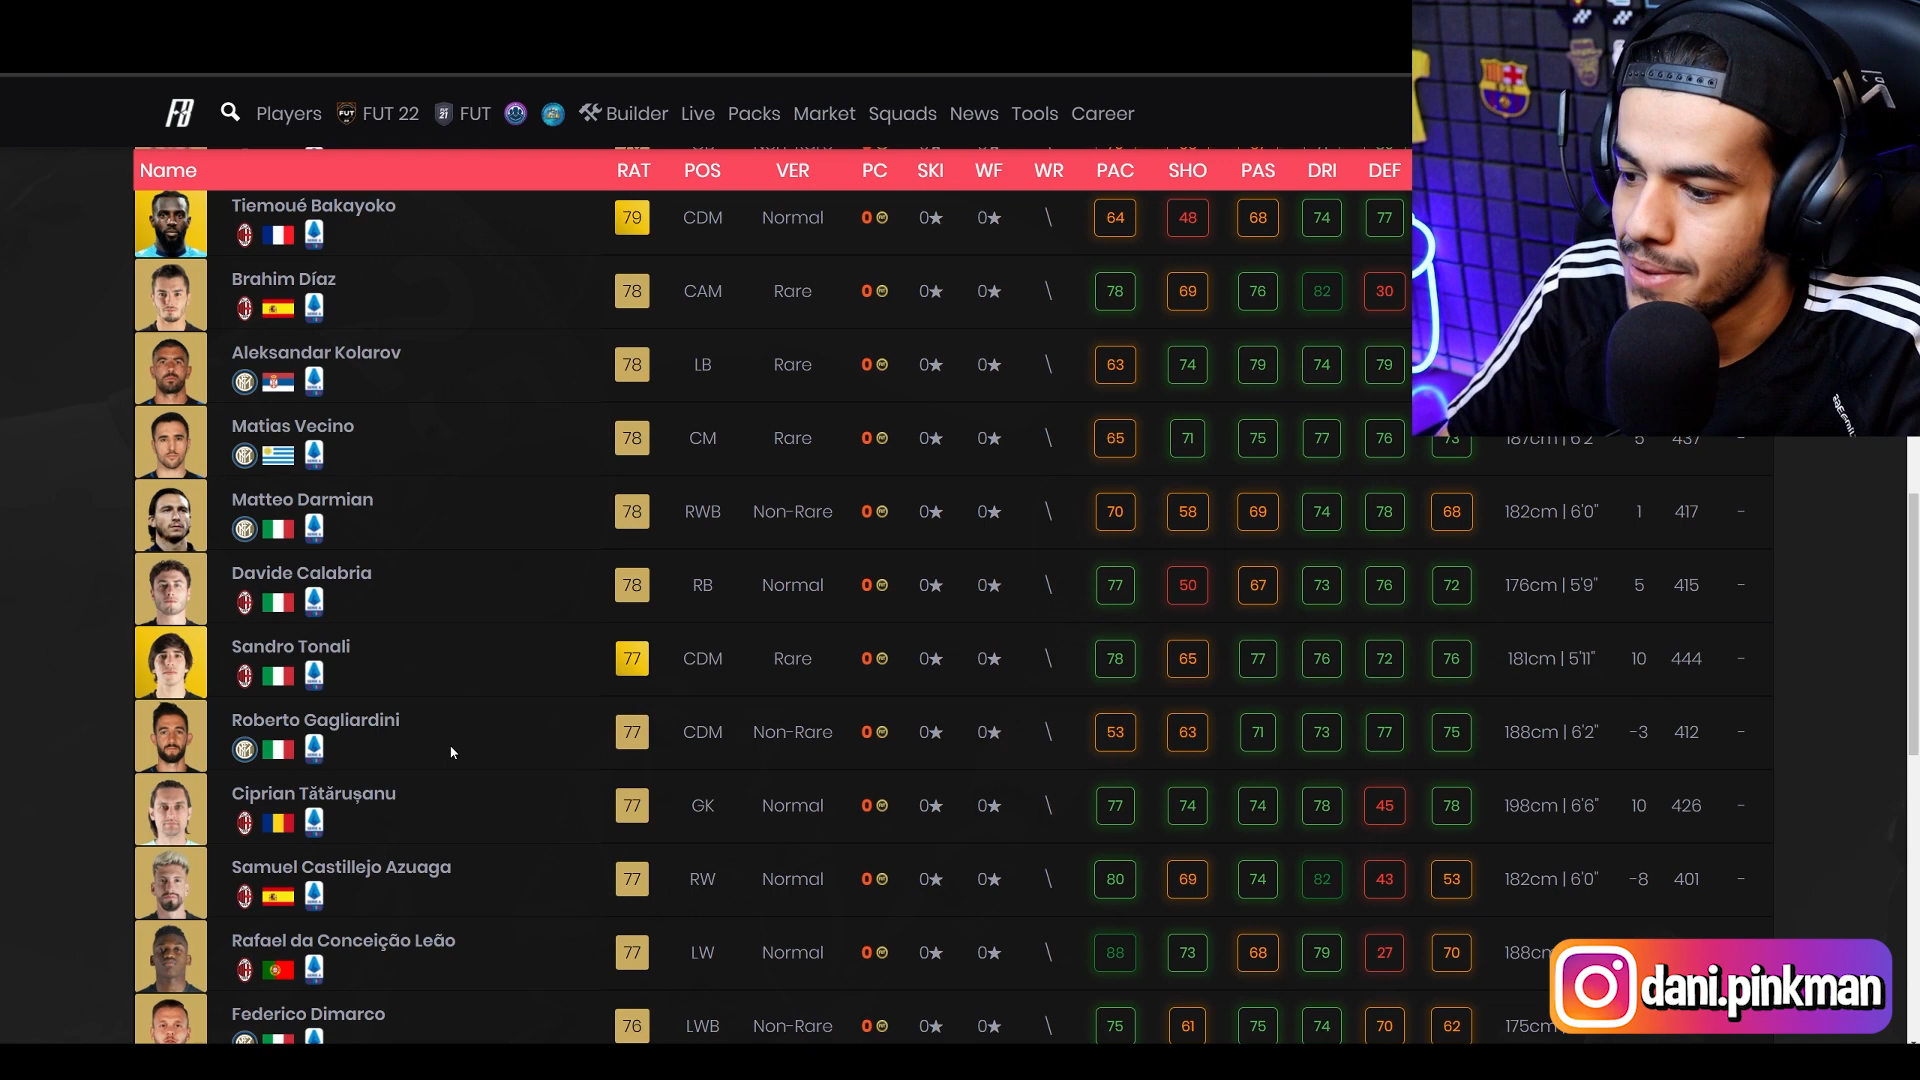 FB Players FUT 22 FUT Builder Live Packs Market Squads News Tools Career
Name RAT POS VER PC SKI WF WR PAC SHO PAS DRI DEF
Tiemoué Bakayoko 79 CDM Normal 0 0★ 0★ \ 64 48 68 74 77
Brahim Díaz 78 CAM Rare 0 0★ 0★ \ 78 69 76 82 30
Aleksandar Kolarov 78 LB Rare 0 0★ 0★ \ 63 74 79 74 79
Matias Vecino 78 CM Rare 0 0★ 0★ \ 65 71 75 77 76 73 187cm | 6'2" 5 437 -
Matteo Darmian 78 RWB Non-Rare 0 0★ 0★ \ 70 58 69 74 78 68 182cm | 6'0" 1 417 -
Davide Calabria 78 RB Normal 0 0★ 0★ \ 77 50 67 73 76 72 176cm | 5'9" 5 415 -
Sandro Tonali 77 CDM Rare 0 0★ 0★ \ 78 65 77 76 72 76 181cm | 5'11" 10 444 -
Roberto Gagliardini 77 CDM Non-Rare 0 0★ 0★ \ 53 63 71 73 77 75 188cm | 6'2" -3 412 -
Ciprian Tătărușanu 77 GK Normal 0 0★ 0★ \ 77 74 74 78 45 78 198cm | 6'6" 10 426 -
Samuel Castillejo Azuaga 77 RW Normal 0 0★ 0★ \ 80 69 74 82 43 53 182cm | 6'0" -8 401 -
Rafael da Conceição Leão 77 LW Normal 0 0★ 0★ \ 88 73 68 79 27 70 188cm
Federico Dimarco 76 LWB Non-Rare 0 0★ 0★ \ 75 61 75 74 70 62 175cm
dani.pinkman